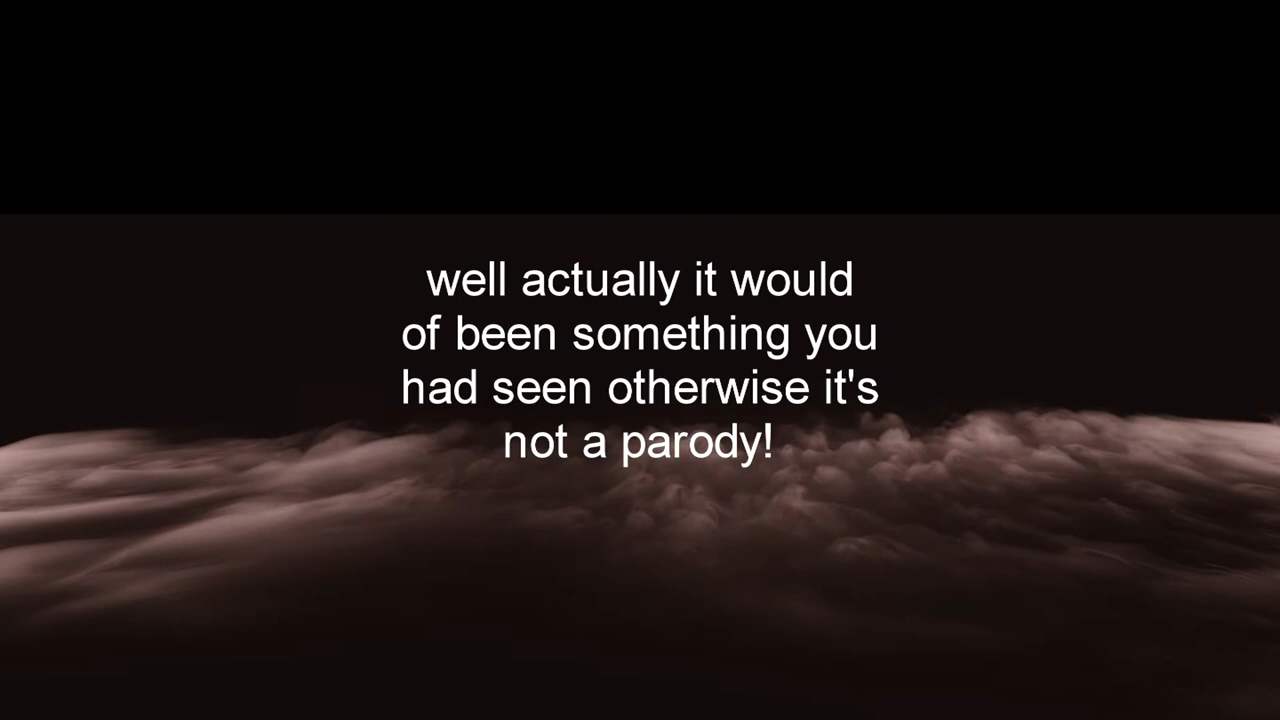 well actually it would
of been something you
had seen otherwise it's
not a parody!